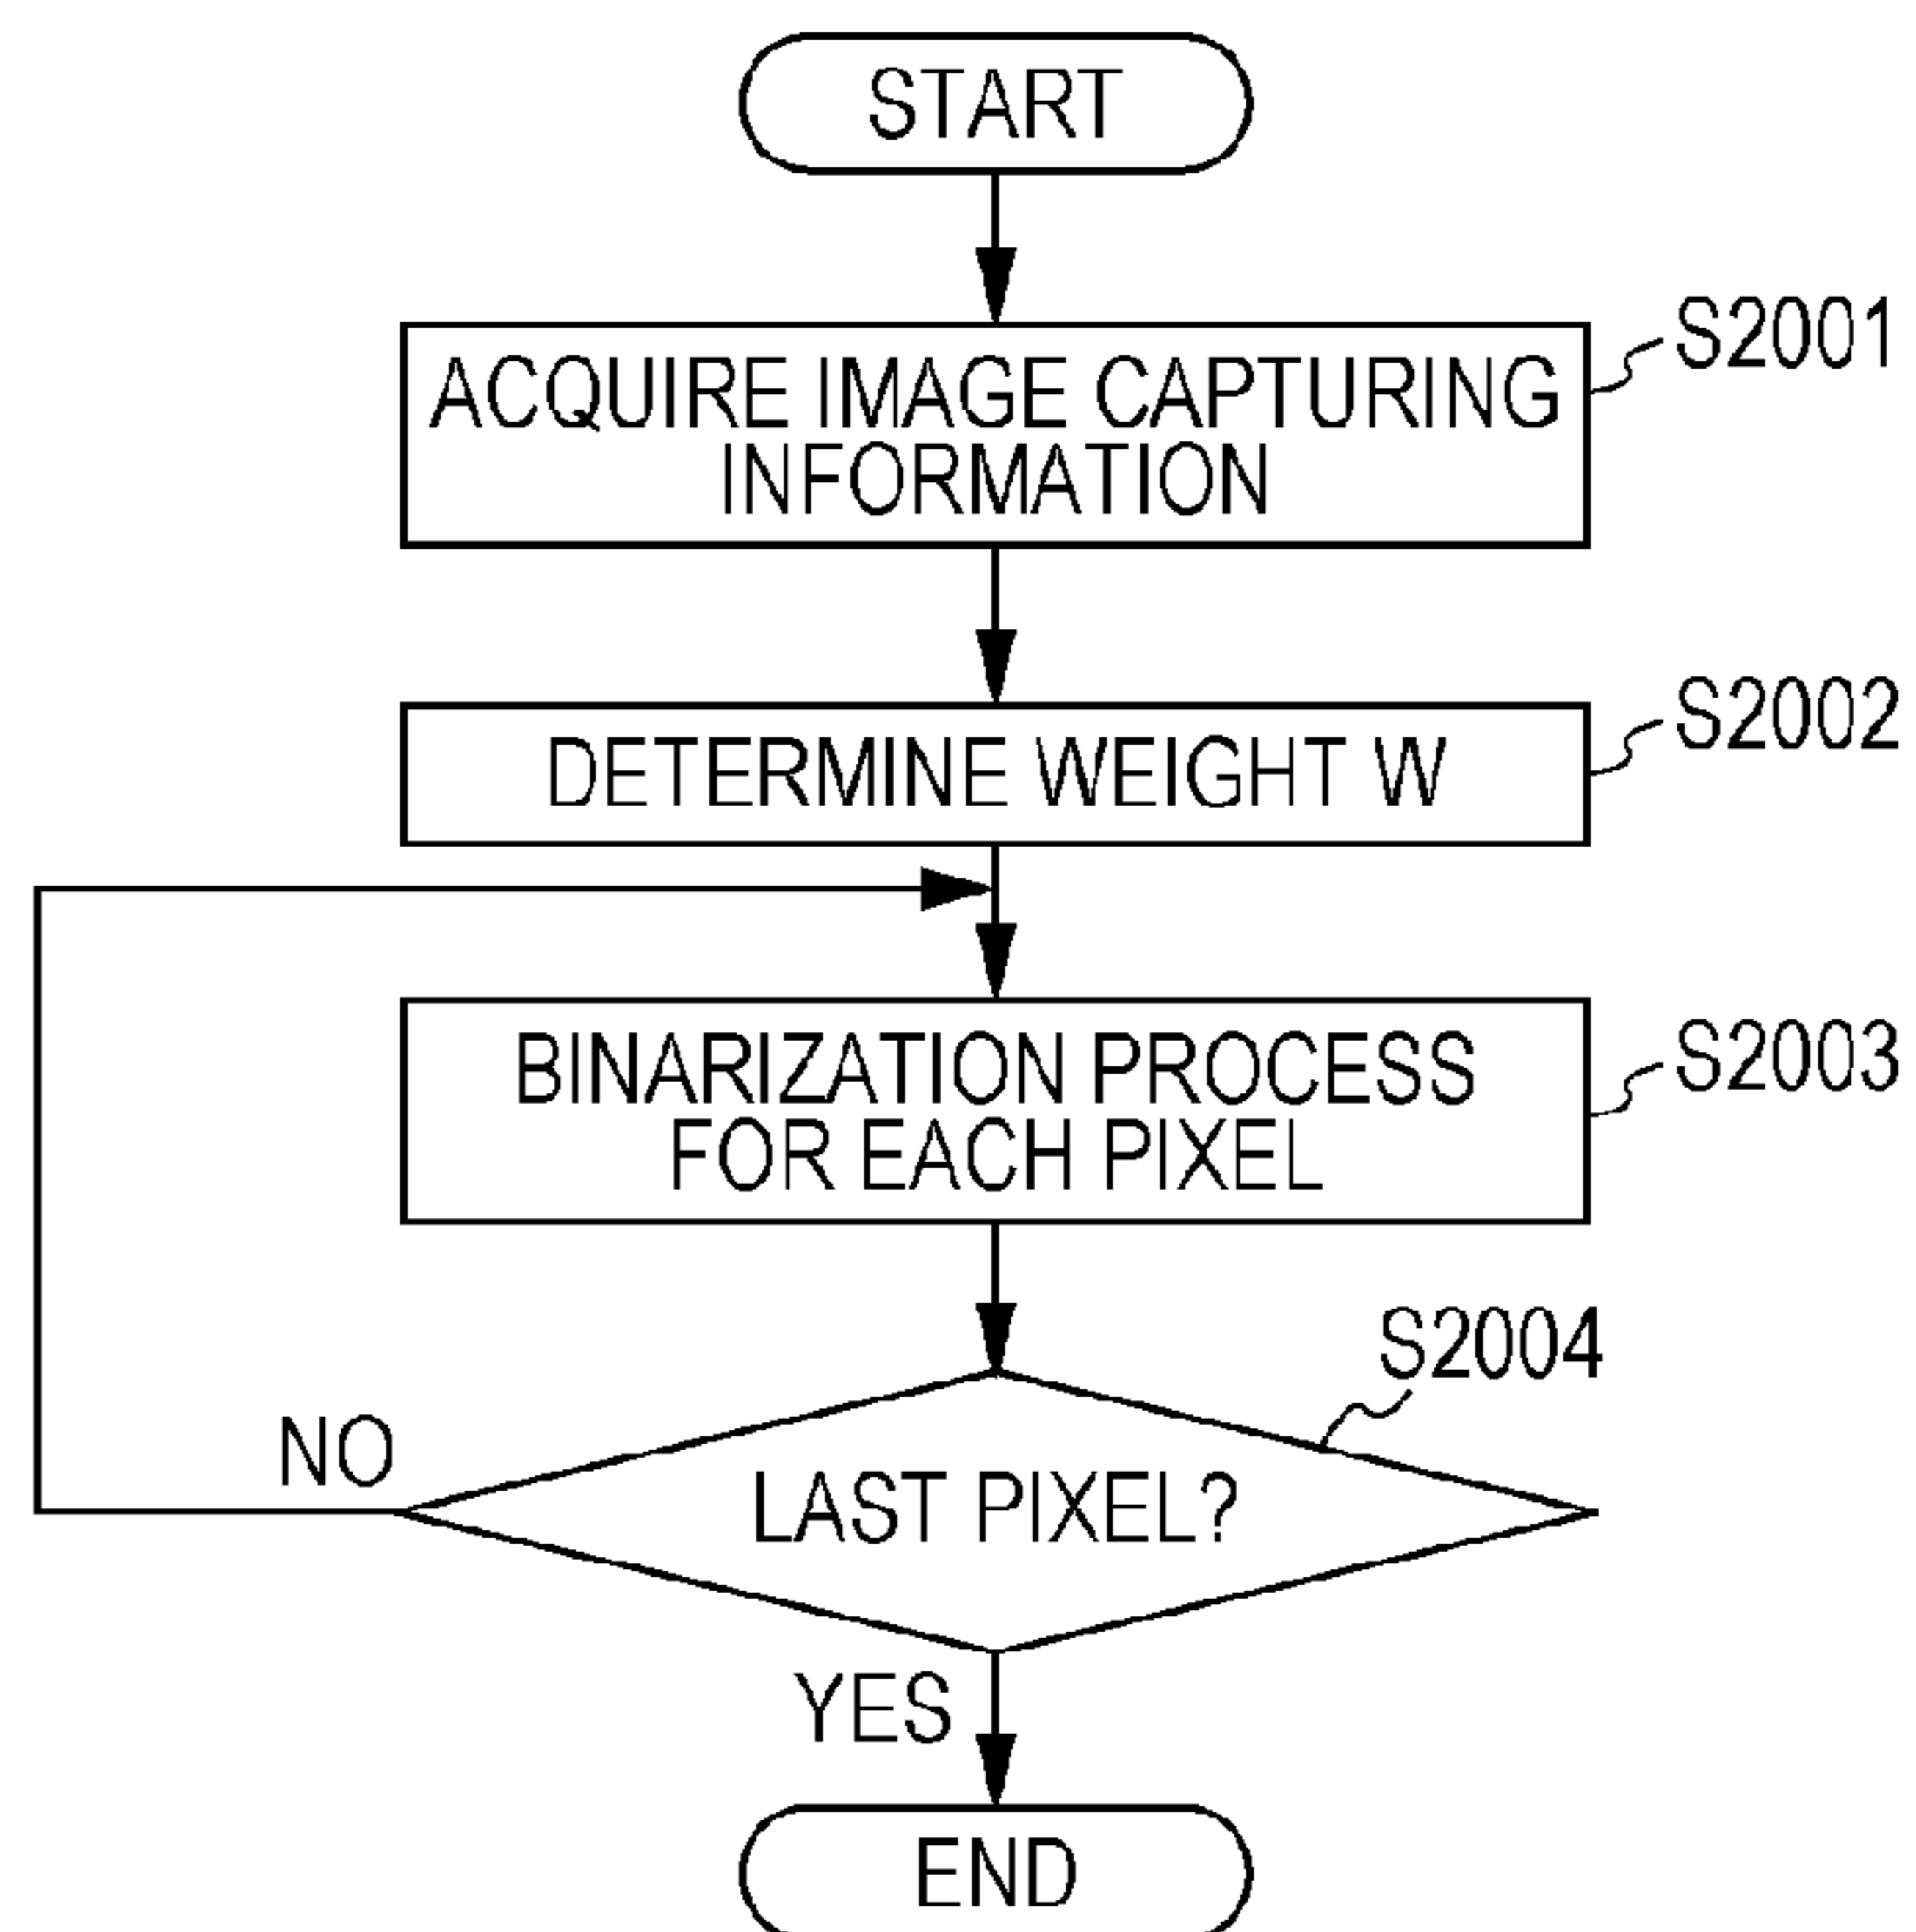 START
ACQUIRE IMAGE CAPTURING
INFORMATION
S2001
DETERMINE WEIGHT W
S2002
BINARIZATION PROCESS
FOR EACH PIXEL
S2003
S2004
LAST PIXEL?
NO
YES
END